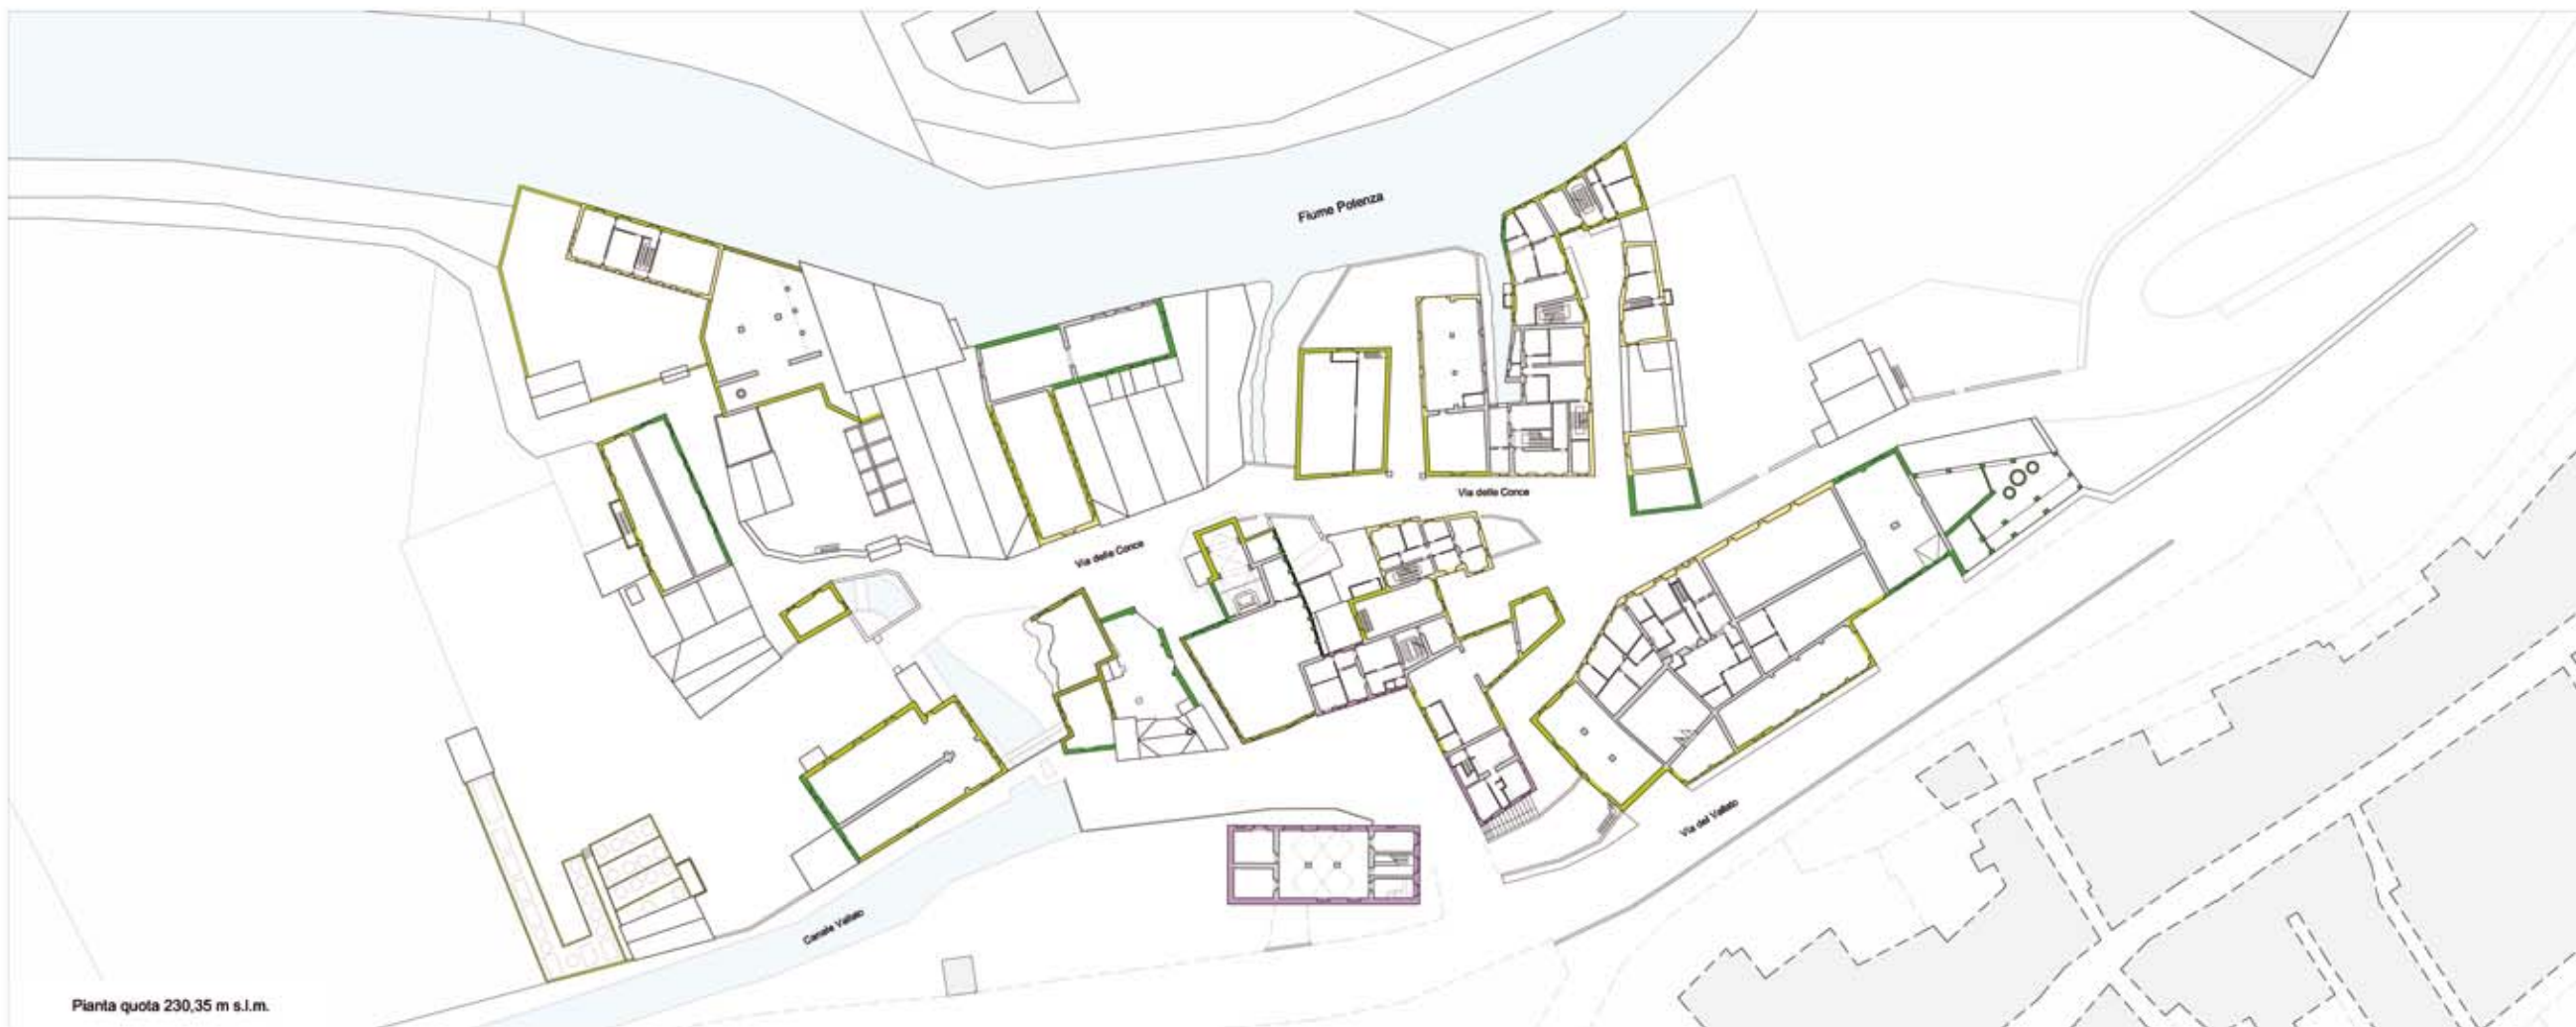 Fiume Potenza
Via delle Conce
Via delle Conce
Via del Vallato
Canale Vallato
Pianta quota 230,35 m s.l.m.